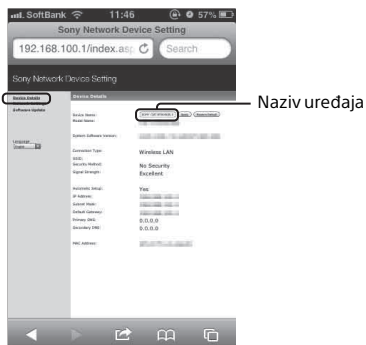 SoftBank 11:46 57%
Sony Network Device Setting
192.168.100.1/index.asp Search
Sony Network Device Setting
Device Details Device Details
Software Update
Device Name:
Model Name:
System Software Version:
Language
Connection Type: Wireless LAN
SSID:
Security Method: No Security
Signal Strength: Excellent
Automatic Setup: Yes
IP Address:
Subnet Mask:
Default Gateway:
Primary DNS: 0.0.0.0
Secondary DNS: 0.0.0.0
MAC Address:
Naziv uređaja